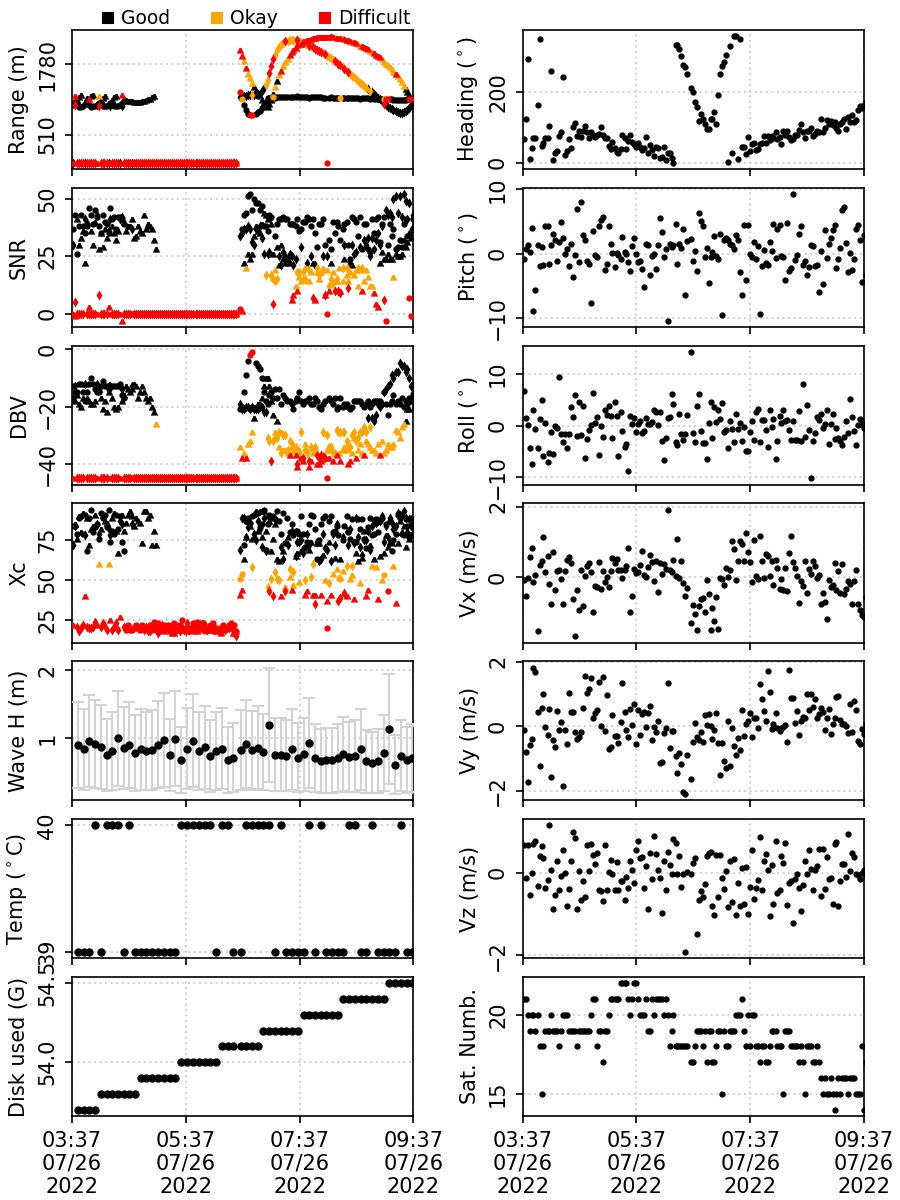 Good Okay Difficult
Range (m)
1780
510
Heading (°)
200
0
SNR
50
25
0
Pitch (°)
10
0
−10
DBV
0
−20
−40
Roll (°)
10
0
−10
Xc
75
50
25
Vx (m/s)
2
0
Wave H (m)
2
1
Vy (m/s)
2
0
−2
Temp (°C)
40
39
Vz (m/s)
0
−2
Disk used (G)
54.5
54.0
Sat. Numb.
20
15
03:37 05:37 07:37 09:37
07/26 07/26 07/26 07/26
2022 2022 2022 2022
03:37 05:37 07:37 09:37
07/26 07/26 07/26 07/26
2022 2022 2022 2022